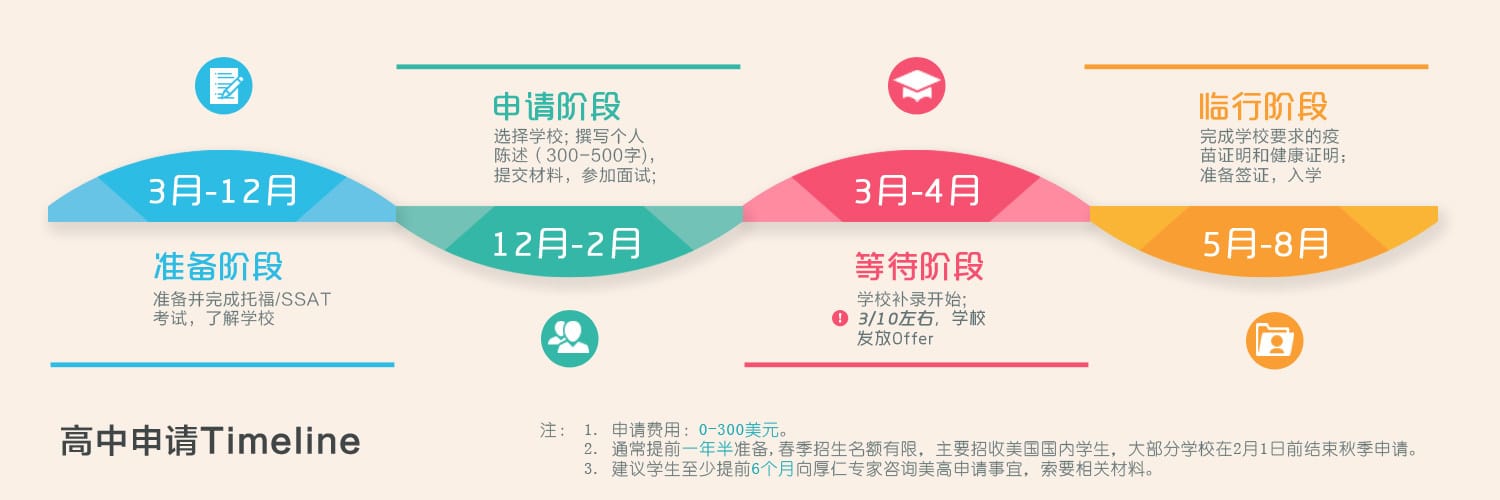 3月-12月
准备阶段
准备并完成托福/SSAT
考试，了解学校
申请阶段
选择学校; 撰写个人
陈述（300-500字),
提交材料，参加面试;
12月-2月
3月-4月
等待阶段
学校补录开始;
3/10左右，学校
发放Offer
临行阶段
完成学校要求的疫
苗证明和健康证明;
准备签证，入学
5月-8月
高中申请Timeline
注： 1. 申请费用：0-300美元。
2. 通常提前一年半准备,春季招生名额有限，主要招收美国国内学生，大部分学校在2月1日前结束秋季申请。
3. 建议学生至少提前6个月向厚仁专家咨询美高申请事宜，索要相关材料。